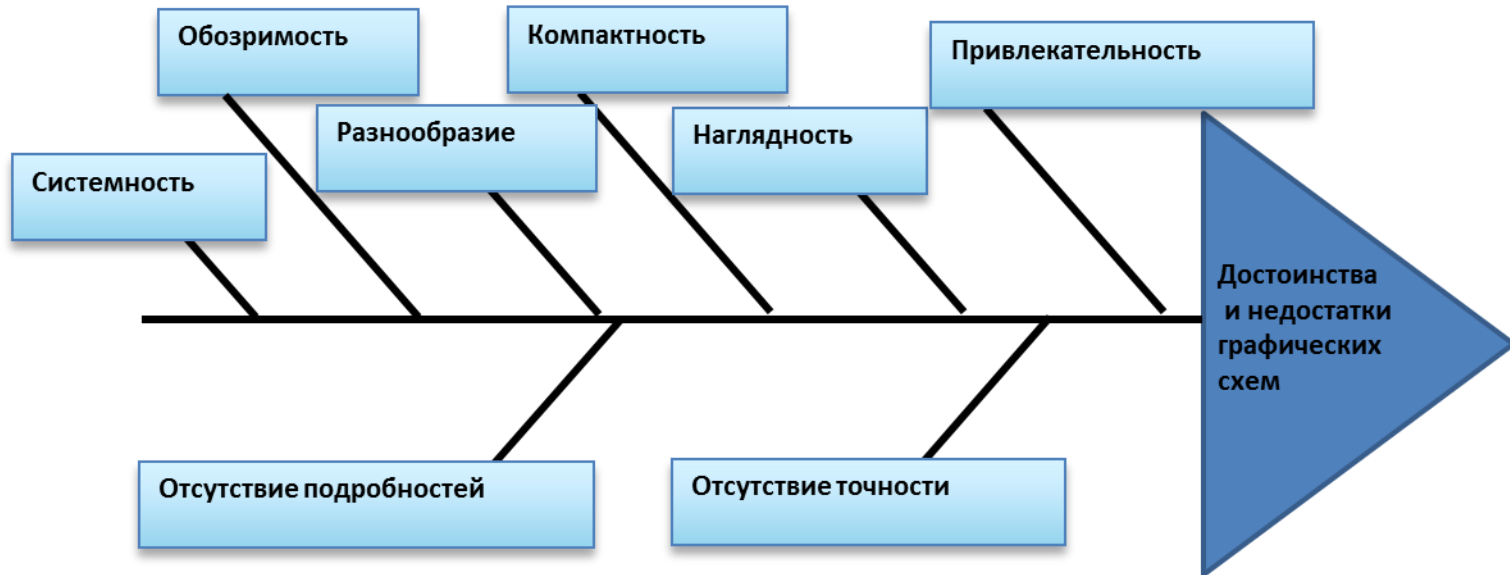 Обозримость
Компактность
Привлекательность
Разнообразие
Наглядность
Системность
Достоинства
и недостатки
графических
схем
Отсутствие подробностей
Отсутствие точности